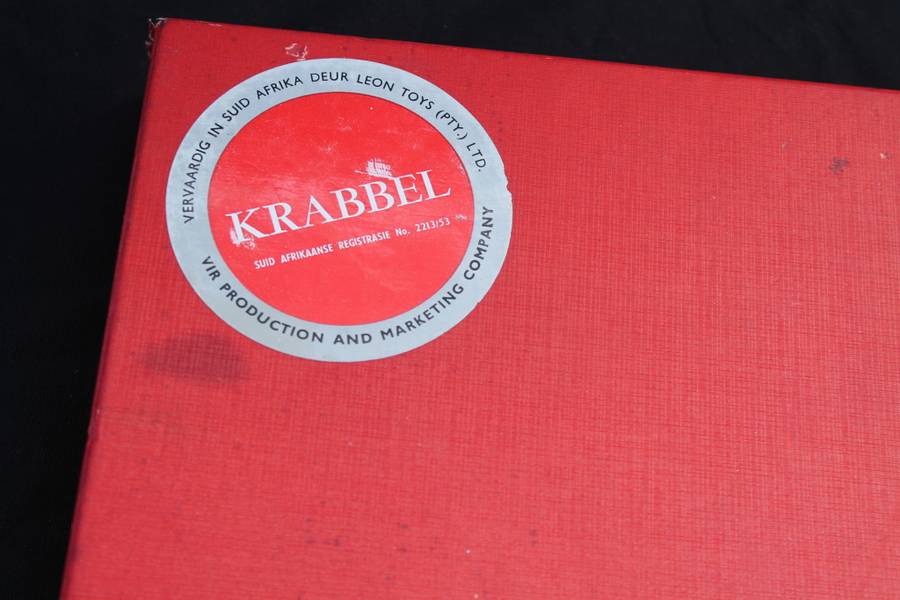 VERVAARDIG IN SUID AFRIKA DEUR LEON TOYS (PTY.) LTD.
KRABBEL
SUID AFRIKAANSE REGISTRASIE No. 2213/53
VIR PRODUCTION AND MARKETING COMPANY